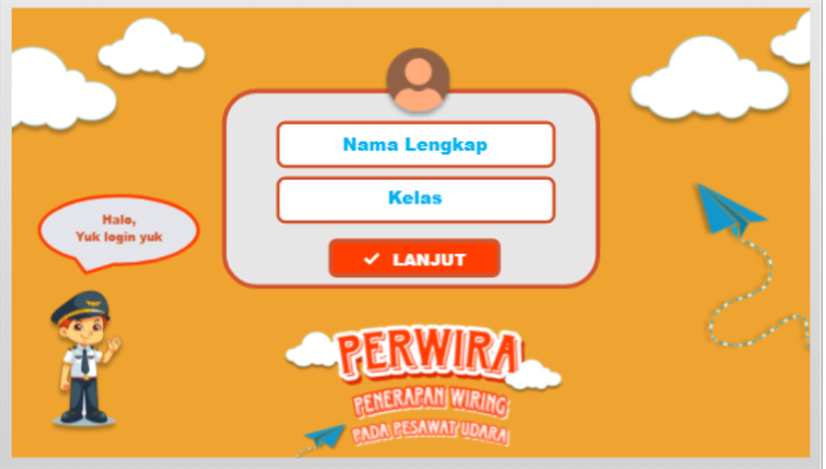 Nama Lengkap
Kelas
LANJUT
Halo,
Yuk login yuk
PERWIRA
PENERAPAN WIRING
PADA PESAWAT UDARA